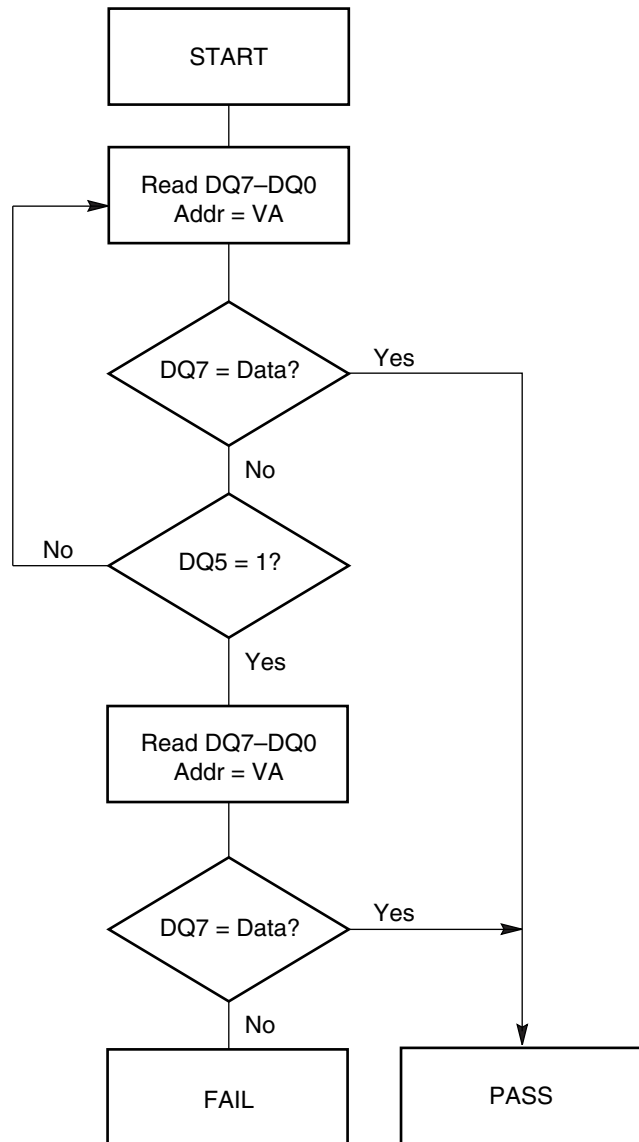 START
Read DQ7–DQ0
Addr = VA
DQ7 = Data?
Yes
No
No
DQ5 = 1?
Yes
Read DQ7–DQ0
Addr = VA
DQ7 = Data?
Yes
No
FAIL
PASS